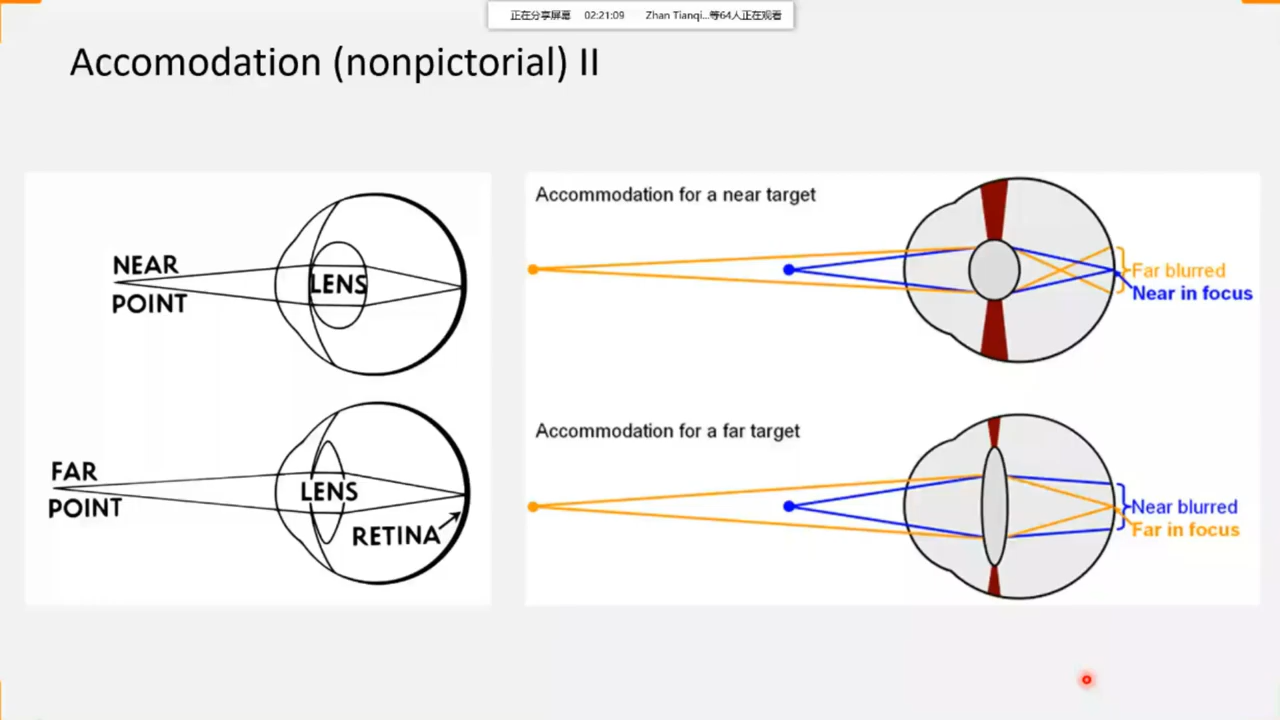 正在分享屏幕 02:21:09 Zhan Tianqi...等64人正在观看
Accomodation (nonpictorial) II
NEAR
POINT
LENS
FAR
POINT
LENS
RETINA
Accommodation for a near target
Far blurred
Near in focus
Accommodation for a far target
Near blurred
Far in focus